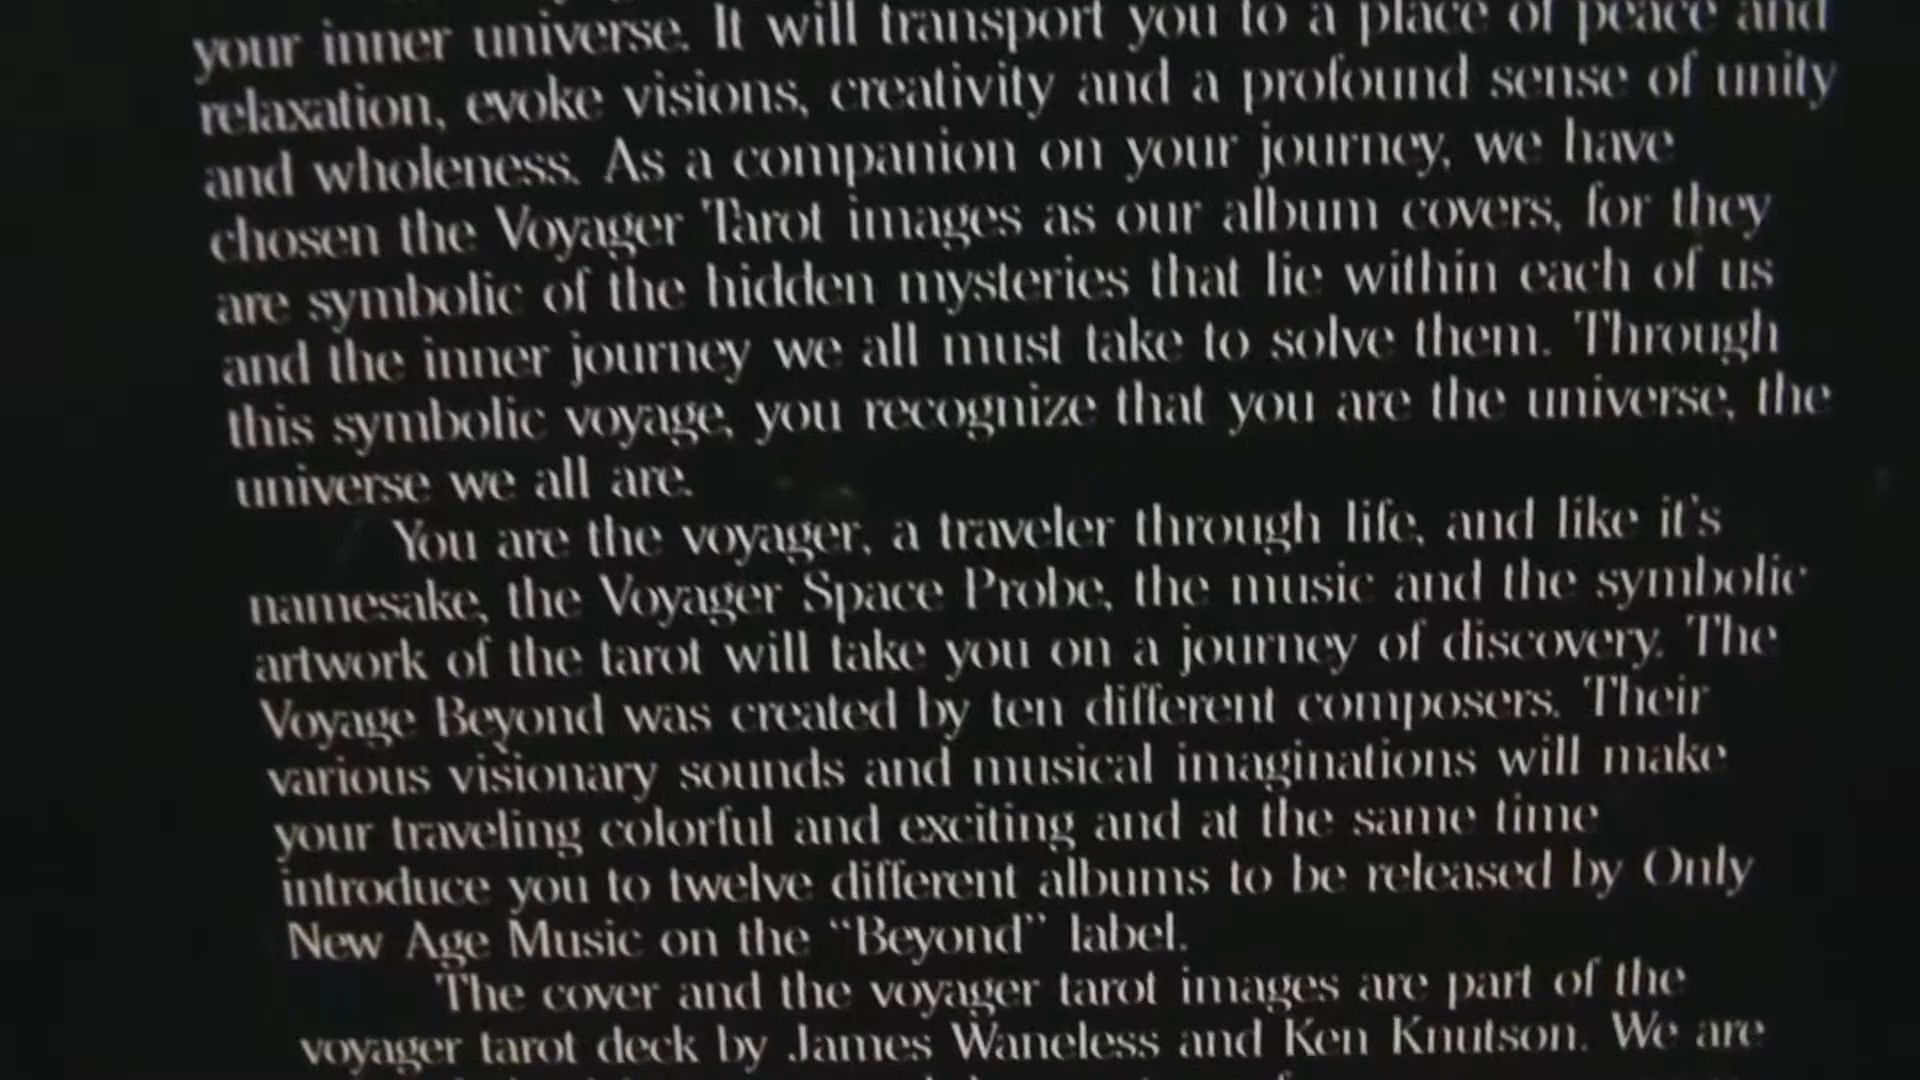 your inner universe. It will transport you to a place of peace and
relaxation, evoke visions, creativity and a profound sense of unity
and wholeness. As a companion on your journey, we have
chosen the Voyager Tarot images as our album covers, for they
are symbolic of the hidden mysteries that lie within each of us
and the inner journey we all must take to solve them. Through
this symbolic voyage, you recognize that you are the universe, the
universe we all are.
You are the voyager, a traveler through life, and like it's
namesake, the Voyager Space Probe, the music and the symbolic
artwork of the tarot will take you on a journey of discovery. The
Voyage Beyond was created by ten different composers. Their
various visionary sounds and musical imaginations will make
your traveling colorful and exciting and at the same time
introduce you to twelve different albums to be released by Only
New Age Music on the “Beyond” label.
The cover and the voyager tarot images are part of the
voyager tarot deck by James Waneless and Ken Knutson. We are